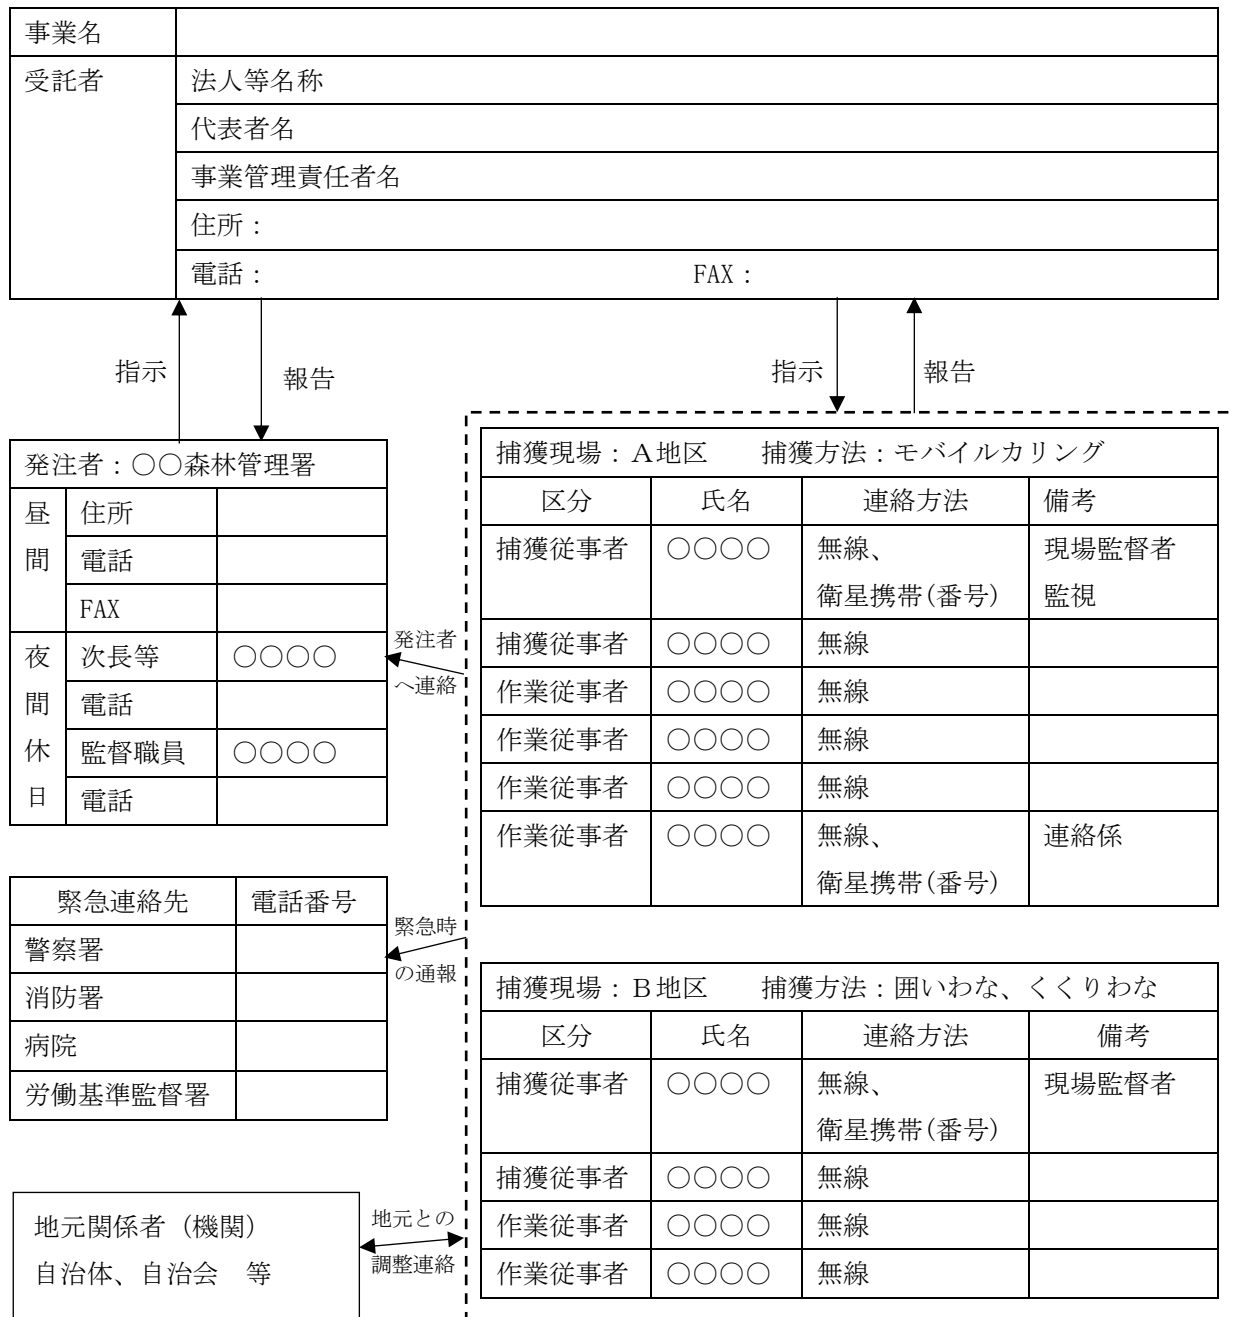 事業名
受託者
法人等名称
代表者名
事業管理責任者名
住所：
電話： FAX：
指示
報告
指示
報告
発注者：○○森林管理署
昼間
住所
電話
FAX
夜間休日
次長等 ○○○○
電話
監督職員 ○○○○
電話
発注者
へ連絡
緊急連絡先 電話番号
警察署
消防署
病院
労働基準監督署
緊急時
の通報
地元関係者（機関）
自治体、自治会　等
地元との
調整連絡
捕獲現場：Ａ地区　　捕獲方法：モバイルカリング
区分 氏名 連絡方法 備考
捕獲従事者 ○○○○ 無線、 現場監督者
衛星携帯(番号) 監視
捕獲従事者 ○○○○ 無線
作業従事者 ○○○○ 無線
作業従事者 ○○○○ 無線
作業従事者 ○○○○ 無線
作業従事者 ○○○○ 無線、 連絡係
衛星携帯(番号)
捕獲現場：Ｂ地区　　捕獲方法：囲いわな、くくりわな
区分 氏名 連絡方法 備考
捕獲従事者 ○○○○ 無線、 現場監督者
衛星携帯(番号)
捕獲従事者 ○○○○ 無線
作業従事者 ○○○○ 無線
作業従事者 ○○○○ 無線